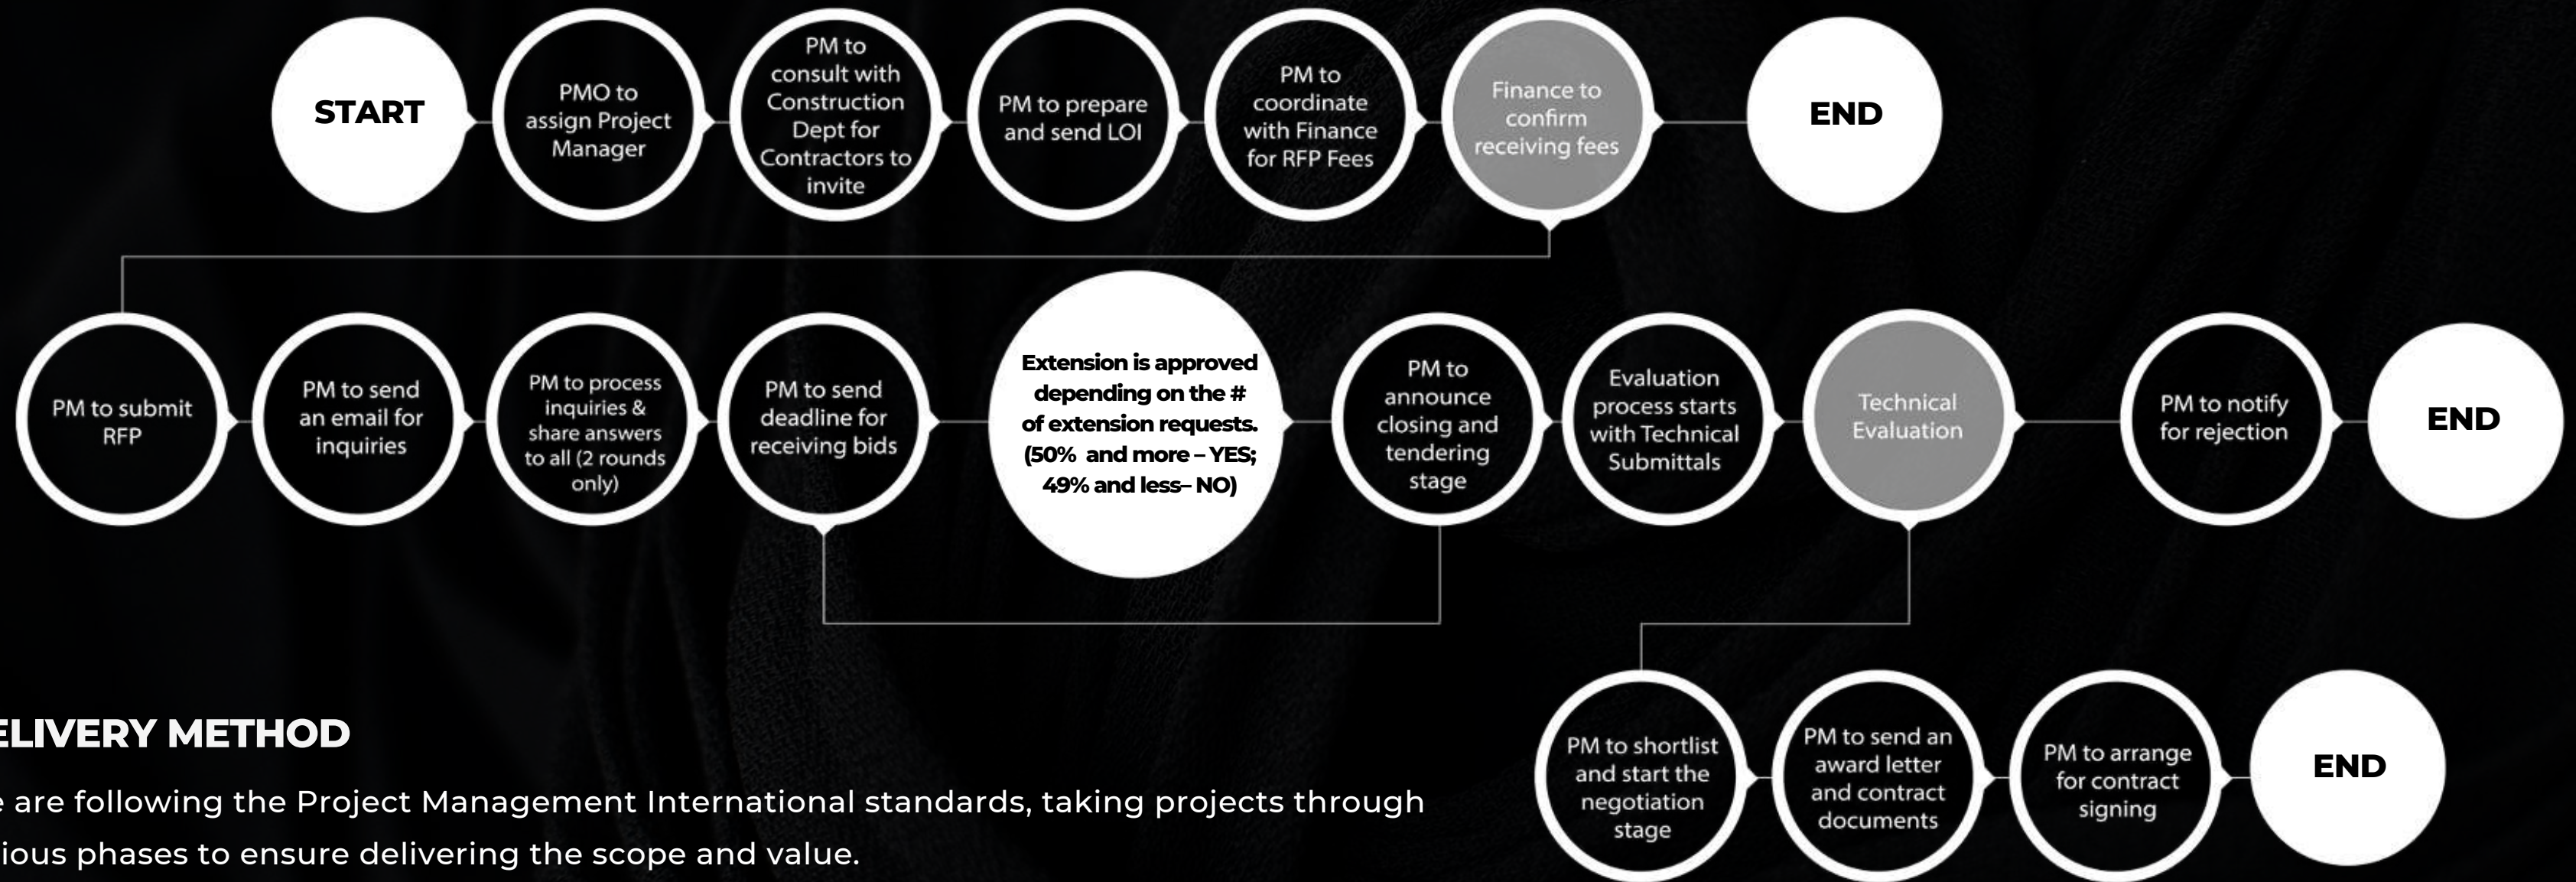 START
PMO to
assign Project
Manager
PM to
consult with
Construction
Dept for
Contractors to
invite
PM to prepare
and send LOI
PM to
coordinate
with Finance
for RFP Fees
Finance to
confirm
receiving fees
END
PM to submit
RFP
PM to send
an email for
inquiries
PM to process
inquiries &
share answers
to all (2 rounds
only)
PM to send
deadline for
receiving bids
Extension is approved
depending on the #
of extension requests.
(50% and more – YES;
49% and less– NO)
PM to
announce
closing and
tendering
stage
Evaluation
process starts
with Technical
Submittals
Technical
Evaluation
PM to notify
for rejection
END
PM to shortlist
and start the
negotiation
stage
PM to send an
award letter
and contract
documents
PM to arrange
for contract
signing
END
ELIVERY METHOD
e are following the Project Management International standards, taking projects through
ious phases to ensure delivering the scope and value.